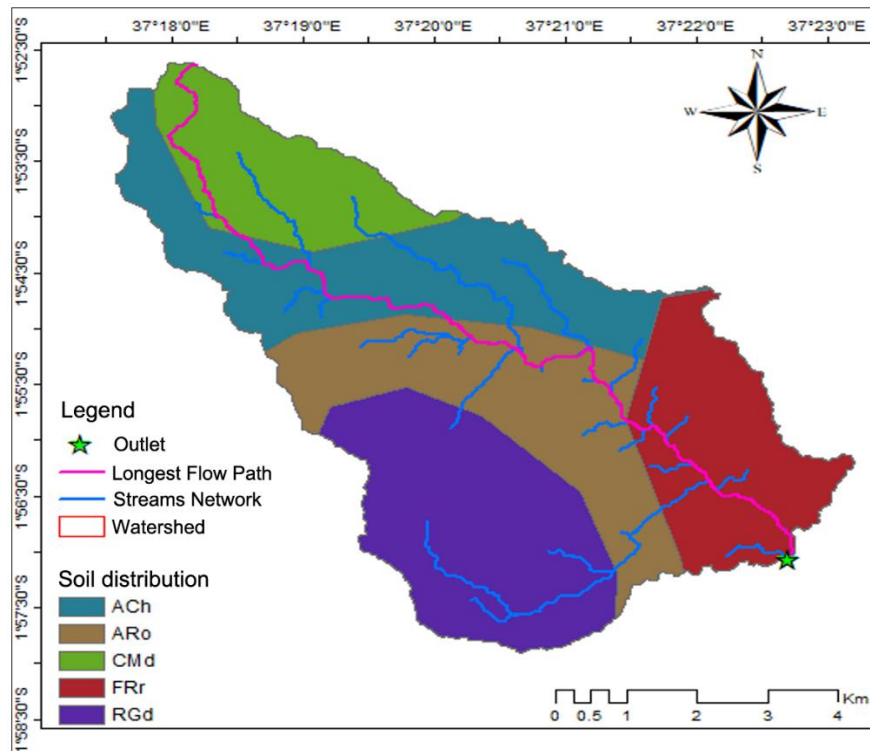 37°18'0"E 37°19'0"E 37°20'0"E 37°21'0"E 37°22'0"E 37°23'0"E
1°52'30"S
1°53'30"S
1°54'30"S
1°55'30"S
1°56'30"S
1°57'30"S
1°58'30"S
N
W E
S
Legend
Outlet
Longest Flow Path
Streams Network
Watershed
Soil distribution
ACh
ARo
CMd
FRr
RGd
Km
0 0.5 1 2 3 4